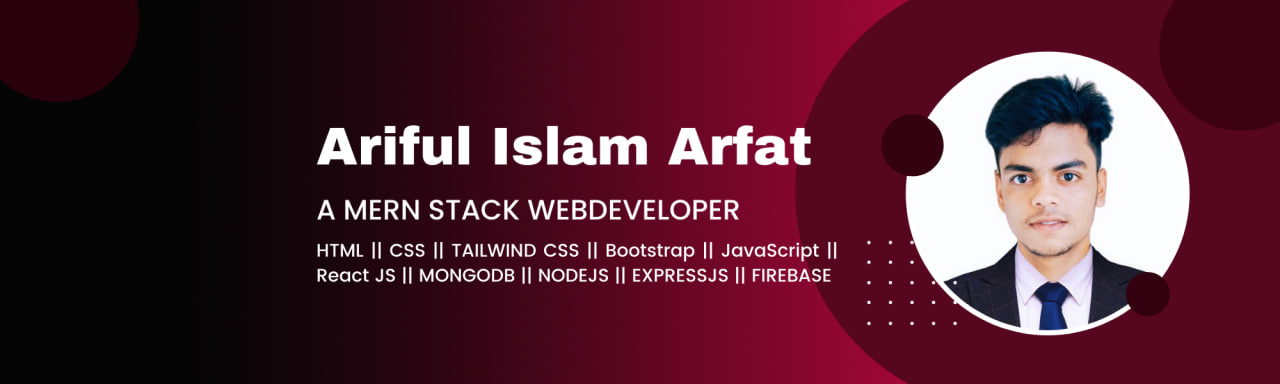 Ariful Islam Arfat
A MERN STACK WEBDEVELOPER
HTML || CSS || TAILWIND CSS || Bootstrap || JavaScript ||
React JS || MONGODB || NODEJS || EXPRESSJS || FIREBASE